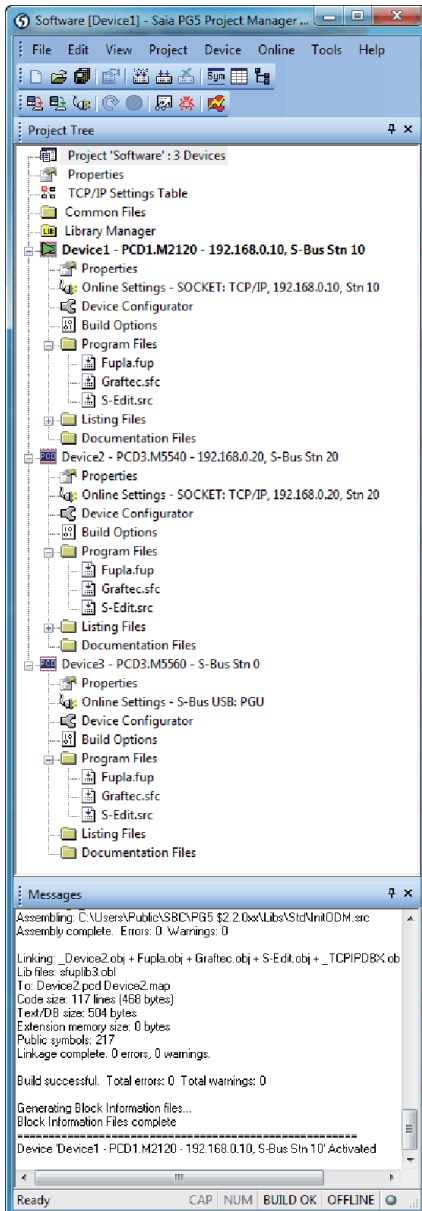 Software [Device1] - Saia PG5 Project Manager ...
File Edit View Project Device Online Tools Help
Sym
Project Tree
Project 'Software' : 3 Devices
Properties
TCP/IP Settings Table
Common Files
LIB Library Manager
Device1 - PCD1.M2120 - 192.168.0.10, S-Bus Stn 10
Properties
Online Settings - SOCKET: TCP/IP, 192.168.0.10, Stn 10
Device Configurator
Build Options
Program Files
Fupla.fup
Graftec.sfc
S-Edit.src
Listing Files
Documentation Files
PCD Device2 - PCD3.M5540 - 192.168.0.20, S-Bus Stn 20
Properties
Online Settings - SOCKET: TCP/IP, 192.168.0.20, Stn 20
Device Configurator
Build Options
Program Files
Fupla.fup
Graftec.sfc
S-Edit.src
Listing Files
Documentation Files
PCD Device3 - PCD3.M5560 - S-Bus Stn 0
Properties
Online Settings - S-Bus USB: PGU
Device Configurator
Build Options
Program Files
Fupla.fup
Graftec.sfc
S-Edit.src
Listing Files
Documentation Files
Messages
Assembling: C:\Users\Public\SBC\PG5 $2.2.0xx\Libs\Std\InitODM.src
Assembly complete. Errors: 0 Warnings: 0
Linking: _Device2.obj + Fupla.obj + Graftec.obj + S-Edit.obj + _TCPIPDBX.ob
Lib files: sfuplib3.obl
To: Device2.pcd Device2.map
Code size: 117 lines (468 bytes)
Text/DB size: 504 bytes
Extension memory size: 0 bytes
Public symbols: 217
Linkage complete. 0 errors, 0 warnings.
Build successful. Total errors: 0 Total warnings: 0
Generating Block Information files...
Block Information Files complete
=======================================================
Device 'Device1 - PCD1.M2120 - 192.168.0.10, S-Bus Stn 10' Activated
Ready CAP NUM BUILD OK OFFLINE